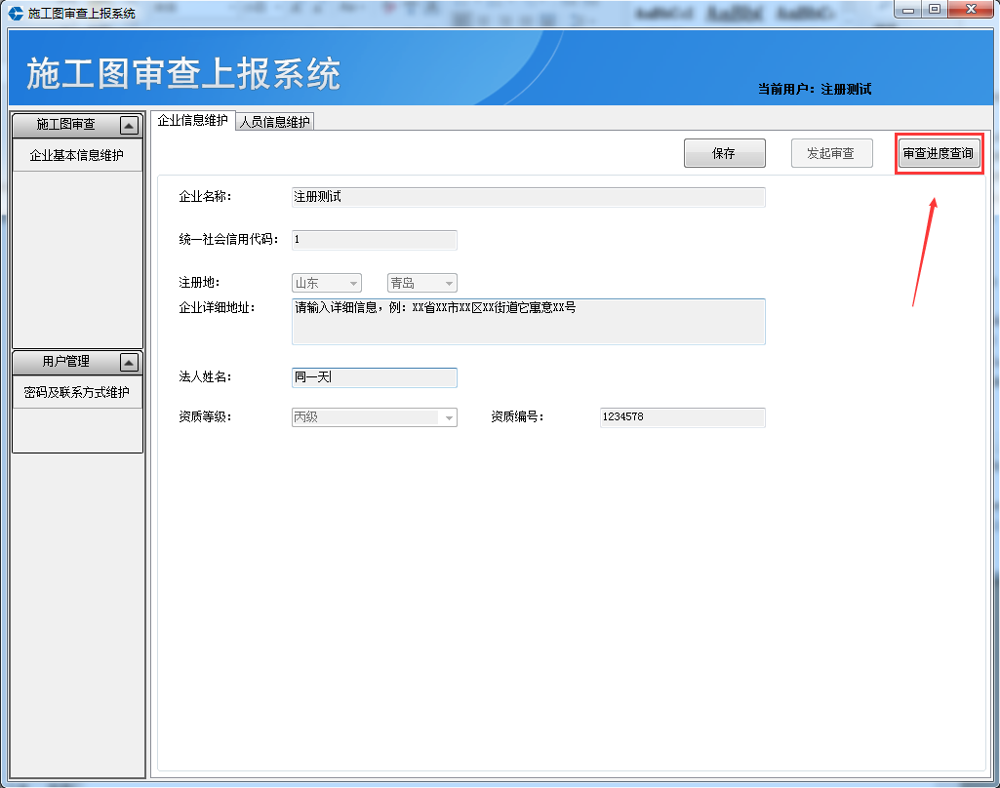 施工图审查上报系统
施工图审查上报系统
当前用户：注册测试
施工图审查
企业基本信息维护
用户管理
密码及联系方式维护
企业信息维护 人员信息维护
保存 发起审查 审查进度查询
企业名称： 注册测试
统一社会信用代码： 1
注册地： 山东 青岛
企业详细地址： 请输入详细信息，例：XX省XX市XX区XX街道它寓意XX号
法人姓名： 同一天
资质等级： 丙级 资质编号： 1234578